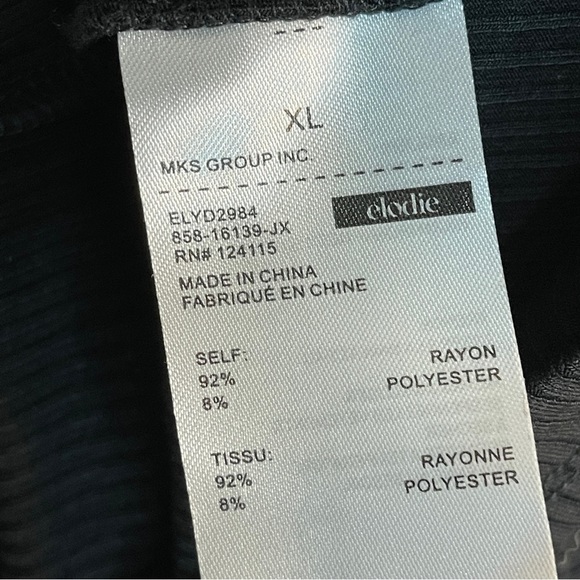 XL
MKS GROUP INC.
elodie
ELYD2984
858-16139-JX
RN# 124115
MADE IN CHINA
FABRIQUÉ EN CHINE
SELF:
92% RAYON
8% POLYESTER
TISSU:
92% RAYONNE
8% POLYESTER